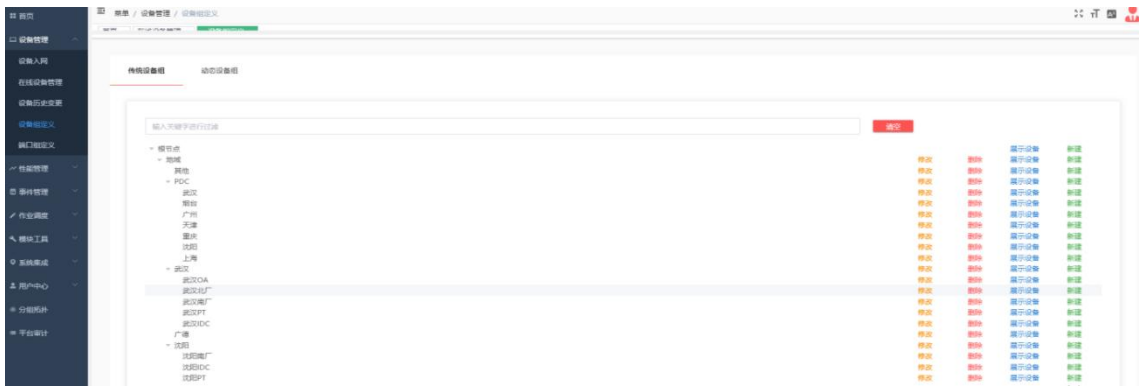 首页
菜单 / 设备管理 / 设备组定义
设备管理
设备入网
在线设备管理
设备历史变更
设备组定义
端口组定义
性能管理
事件管理
作业调度
模块工具
系统集成
用户中心
分组拓扑
平台审计
传统设备组 动态设备组
输入关键字进行过滤 清空
根节点 展示设备 新建
地域 修改 删除 展示设备 新建
其他 修改 删除 展示设备 新建
PDC 修改 删除 展示设备 新建
武汉 修改 删除 展示设备 新建
烟台 修改 删除 展示设备 新建
广州 修改 删除 展示设备 新建
天津 修改 删除 展示设备 新建
重庆 修改 删除 展示设备 新建
沈阳 修改 删除 展示设备 新建
上海 修改 删除 展示设备 新建
武汉 修改 删除 展示设备 新建
武汉OA 修改 删除 展示设备 新建
武汉北厂 修改 删除 展示设备 新建
武汉南厂 修改 删除 展示设备 新建
武汉PT 修改 删除 展示设备 新建
武汉IDC 修改 删除 展示设备 新建
广德 修改 删除 展示设备 新建
沈阳 修改 删除 展示设备 新建
沈阳南厂 修改 删除 展示设备 新建
沈阳IDC 修改 删除 展示设备 新建
沈阳PT 修改 删除 展示设备 新建